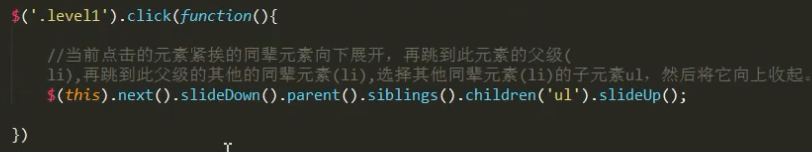 $('.level1').click(function(){
//当前点击的元素紧挨的同辈元素向下展开，再跳到此元素的父级(
li),再跳到此父级的其他的同辈元素(li),选择其他同辈元素(li)的子元素ul，然后将它向上收起。
$(this).next().slideDown().parent().siblings().children('ul').slideUp();
})